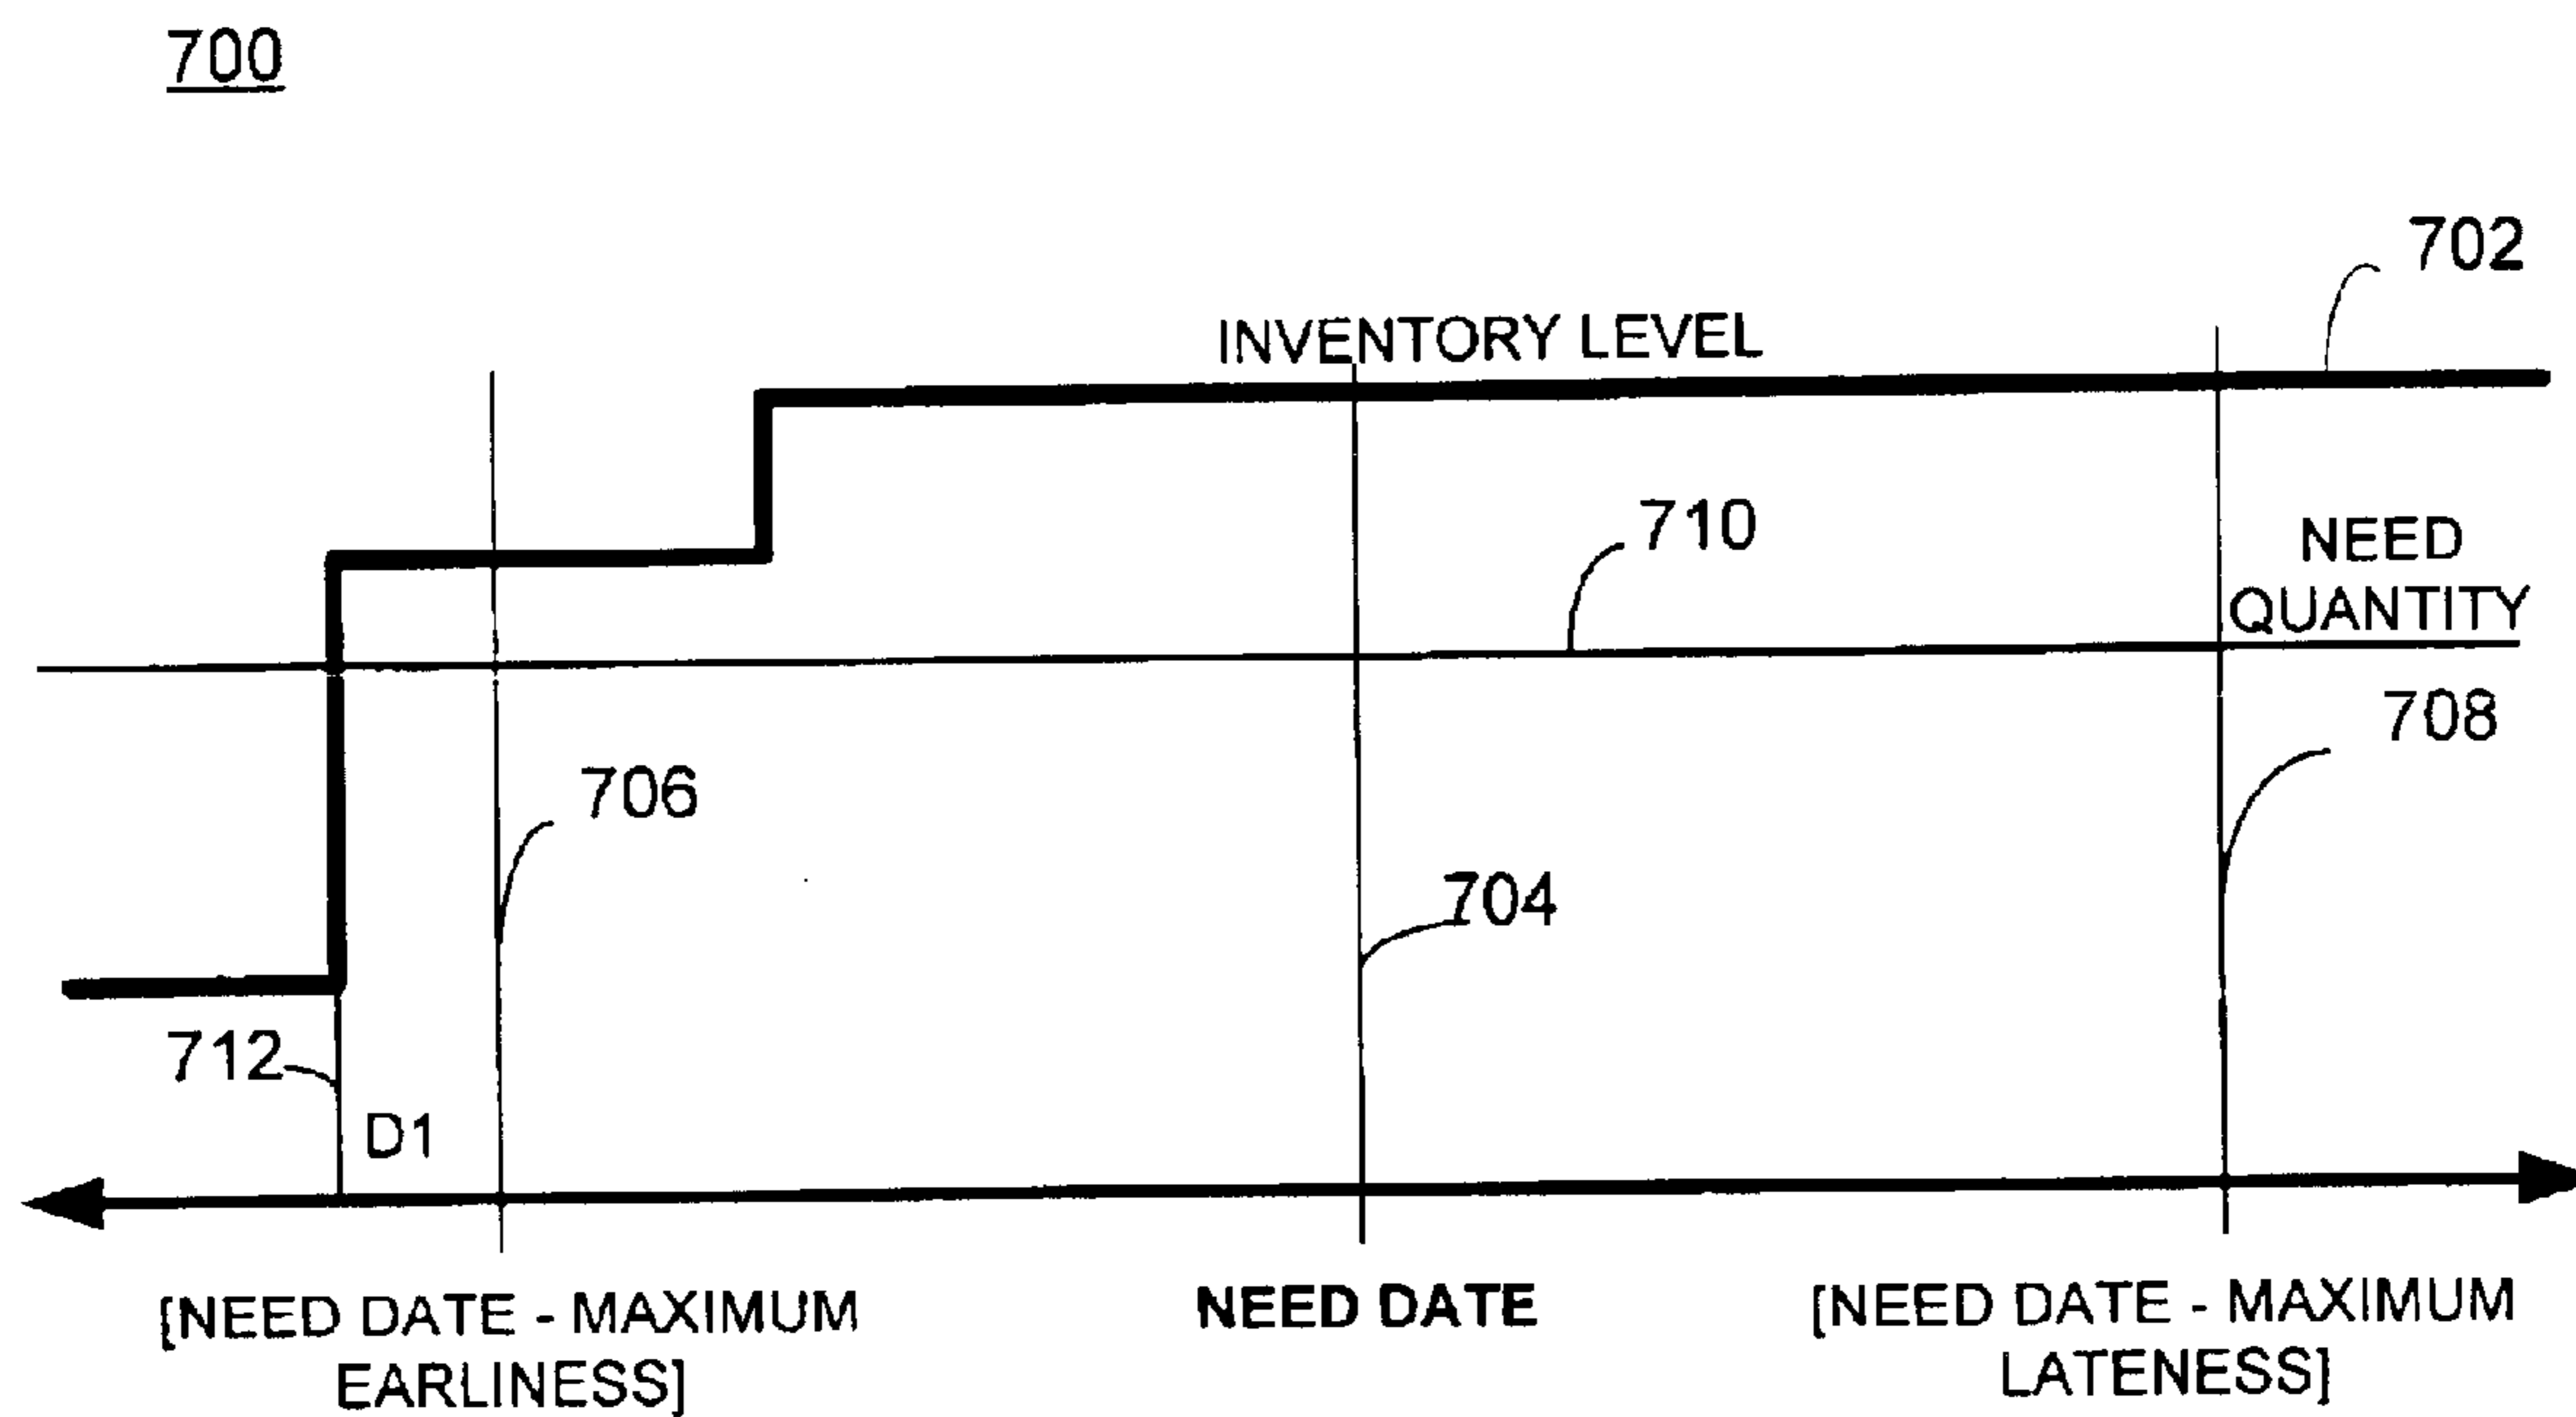 700
702
INVENTORY LEVEL
710
NEED
QUANTITY
708
706
704
712
D1
[NEED DATE - MAXIMUM
EARLINESS]
NEED DATE
[NEED DATE - MAXIMUM
LATENESS]